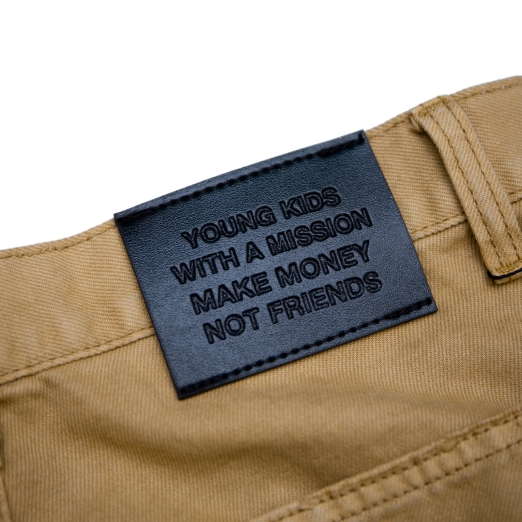 YOUNG KIDS
WITH A MISSION
MAKE MONEY
NOT FRIENDS